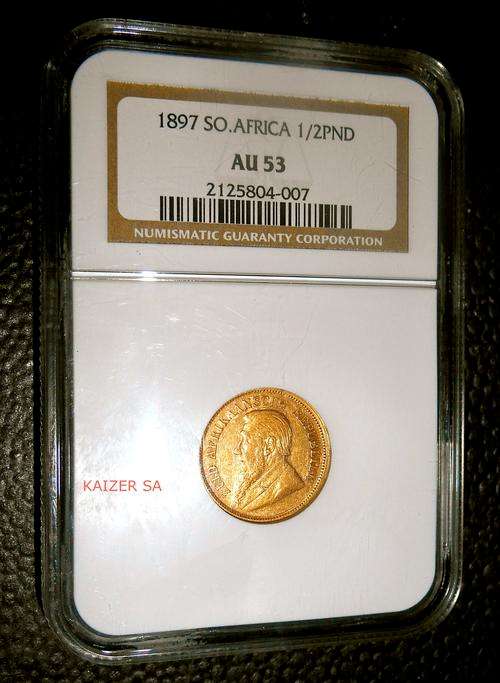 1897 SO.AFRICA 1/2PND
AU 53
2125804-007
NUMISMATIC GUARANTY CORPORATION
KAIZER SA